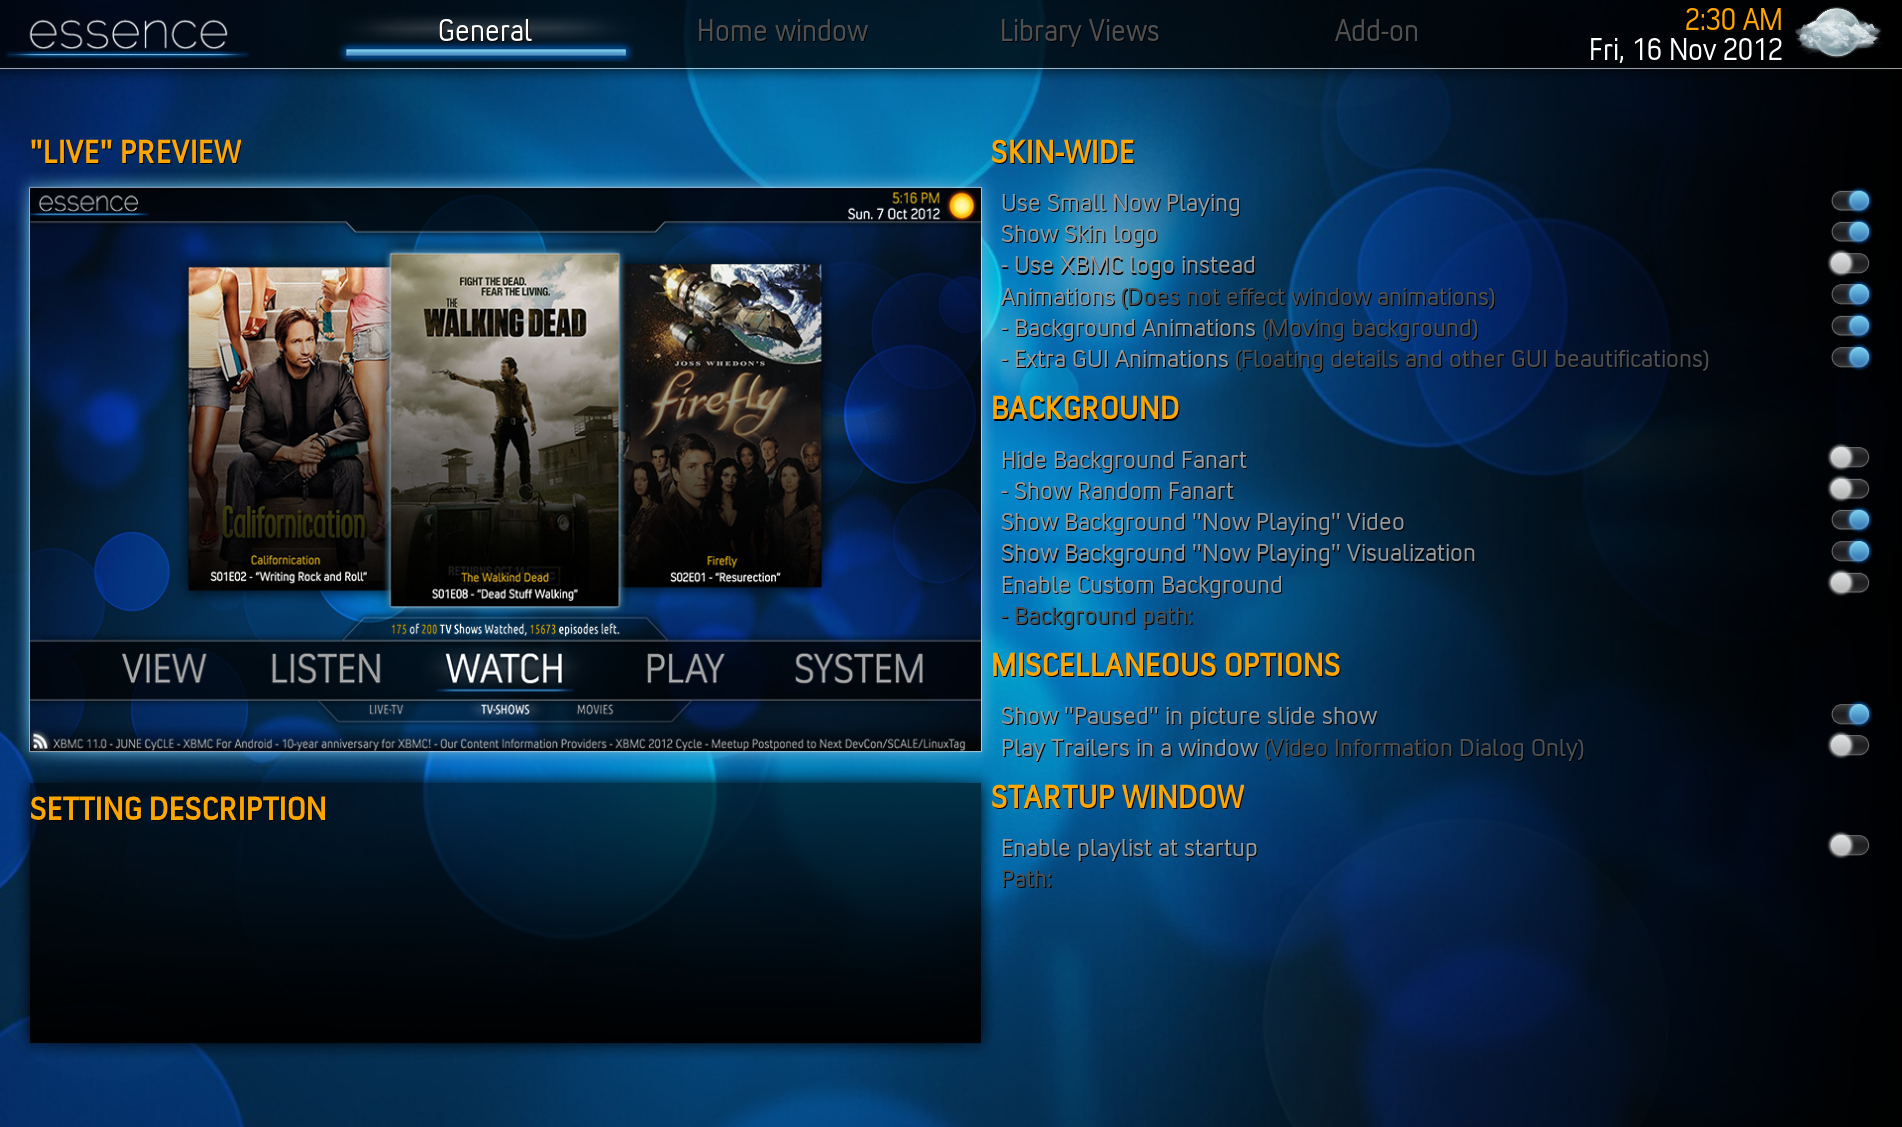 essence
General
Home window
Library Views
Add-on
2:30 AM
Fri, 16 Nov 2012
"LIVE" PREVIEW
essence
5:16 PM
Sun. 7 Oct 2012
Californication
Californication
S01E02 - "Writing Rock and Roll"
FIGHT THE DEAD.
FEAR THE LIVING.
THE
WALKING DEAD
RETURNS OCT 14
The Walkind Dead
S01E08 - "Dead Stuff Walking"
JOSS WHEDON'S
firefly
Firefly
S02E01 - "Resurection"
175 of 200 TV Shows Watched, 15673 episodes left.
VIEW
LISTEN
WATCH
PLAY
SYSTEM
LIVE-TV
TV-SHOWS
MOVIES
XBMC 11.0 - JUNE CyCLE - XBMC For Android - 10-year anniversary for XBMC! - Our Content Information Providers - XBMC 2012 Cycle - Meetup Postponed to Next DevCon/SCALE/LinuxTag
SETTING DESCRIPTION
SKIN-WIDE
Use Small Now Playing
Show Skin logo
- Use XBMC logo instead
Animations (Does not effect window animations)
- Background Animations (Moving background)
- Extra GUI Animations (Floating details and other GUI beautifications)
BACKGROUND
Hide Background Fanart
- Show Random Fanart
Show Background "Now Playing" Video
Show Background "Now Playing" Visualization
Enable Custom Background
- Background path:
MISCELLANEOUS OPTIONS
Show "Paused" in picture slide show
Play Trailers in a window (Video Information Dialog Only)
STARTUP WINDOW
Enable playlist at startup
Path: